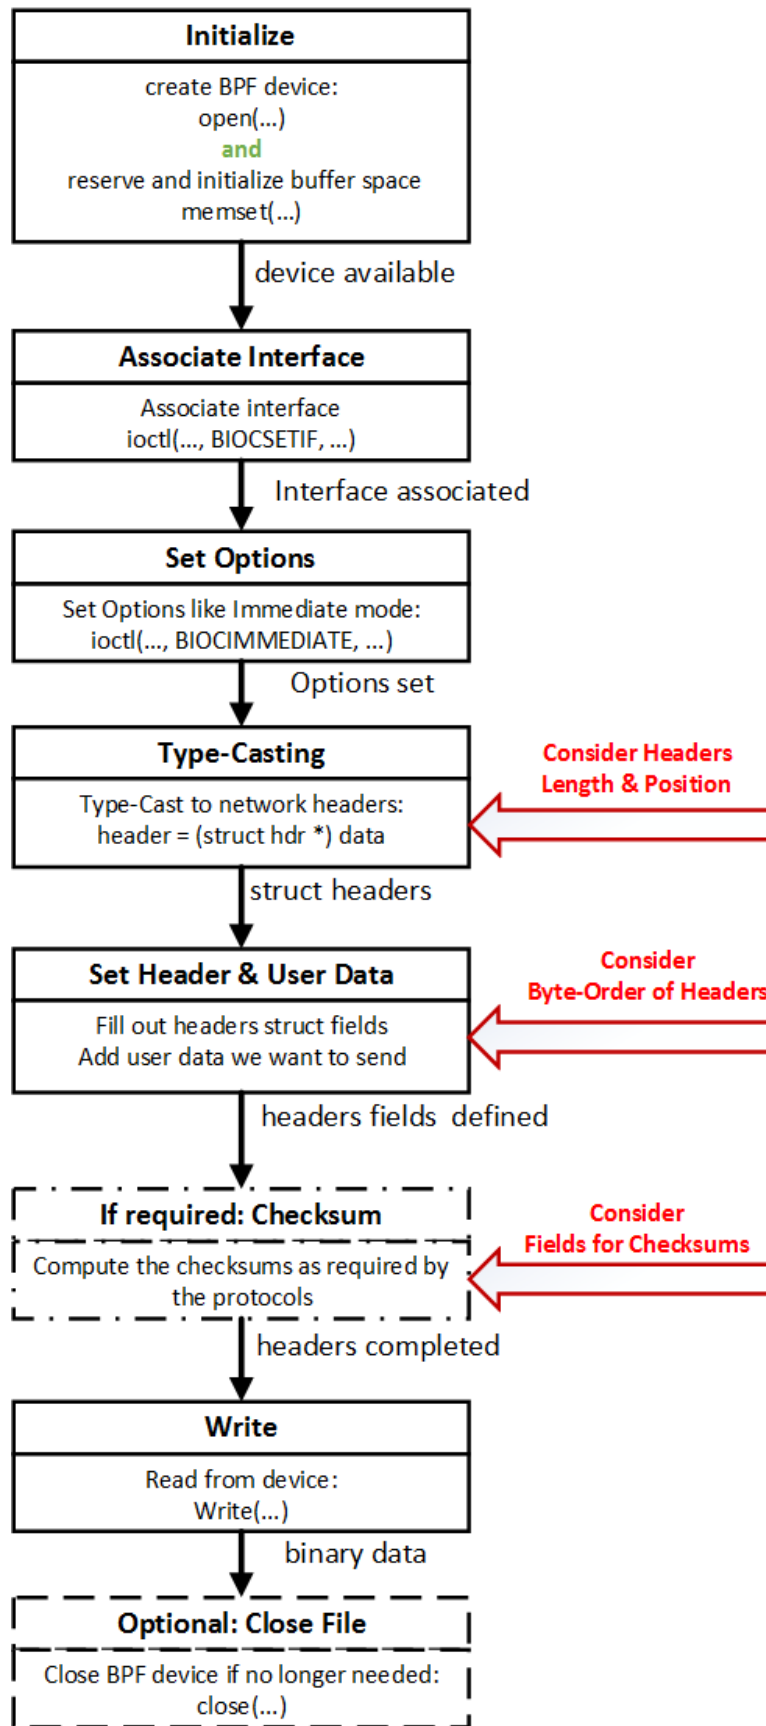 Initialize
create BPF device:
open(...)
and
reserve and initialize buffer space
memset(...)
device available
Associate Interface
Associate interface
ioctl(..., BIOCSETIF, ...)
Interface associated
Set Options
Set Options like Immediate mode:
ioctl(..., BIOCIMMEDIATE, ...)
Options set
Type-Casting
Type-Cast to network headers:
header = (struct hdr *) data
Consider Headers
Length & Position
struct headers
Set Header & User Data
Fill out headers struct fields
Add user data we want to send
Consider
Byte-Order of Headers
headers fields  defined
If required: Checksum
Compute the checksums as required by
the protocols
Consider
Fields for Checksums
headers completed
Write
Read from device:
Write(...)
binary data
Optional: Close File
Close BPF device if no longer needed:
close(...)